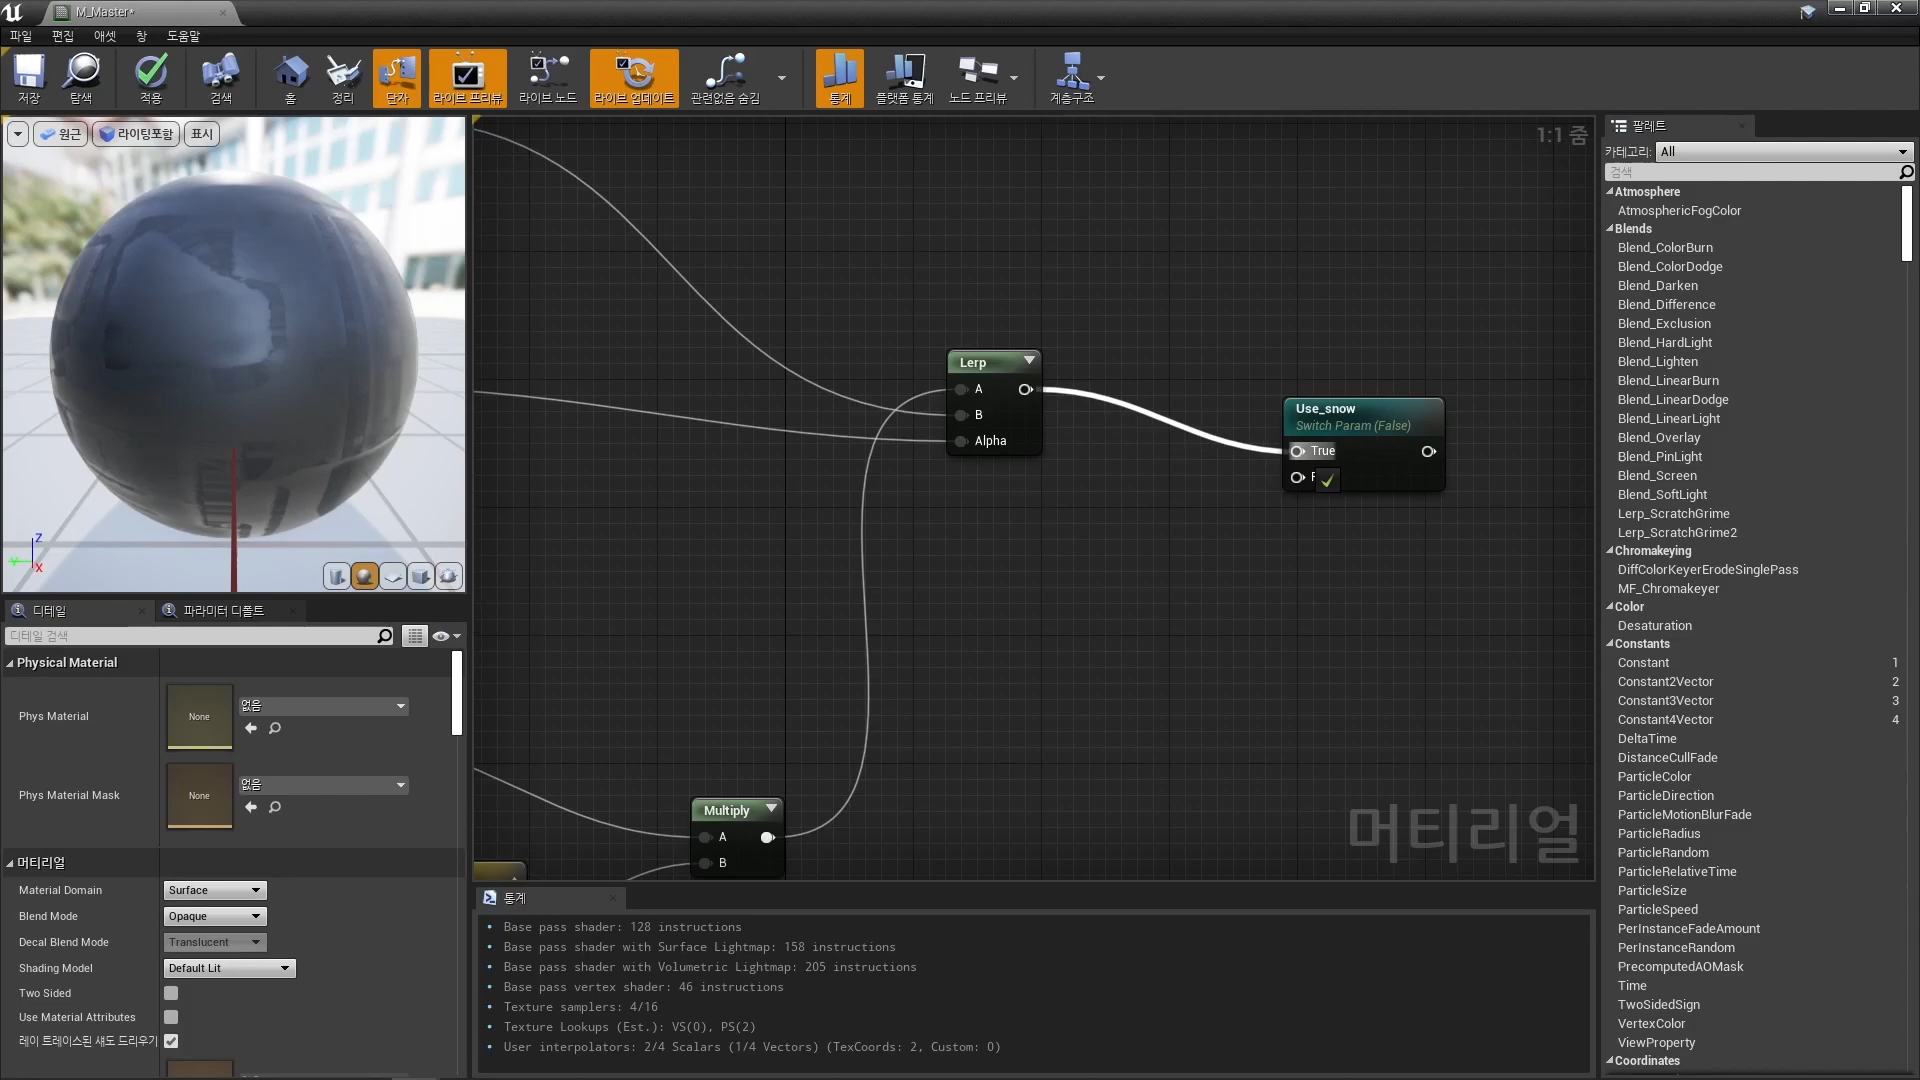 M_Master*
파일 편집 애셋 창 도움말
저장 탐색 적용 검색 홈 정리 단자 라이브 프리뷰 라이브 노드 라이브 업데이트 관련없음 숨김 통계 플랫폼 통계 노드 프리뷰 계층구조
원근 라이팅포함 표시
1:1 줌
Z
Y
X
Lerp
A
B
Alpha
Use_snow
Switch Param (False)
True
F
Multiply
A
B
머티리얼
디테일 파라미터 디폴트
디테일 검색
Physical Material
Phys Material None 없음
Phys Material Mask None 없음
머티리얼
Material Domain Surface
Blend Mode Opaque
Decal Blend Mode Translucent
Shading Model Default Lit
Two Sided
Use Material Attributes
레이 트레이스된 섀도 드리우기
통계
Base pass shader: 128 instructions
Base pass shader with Surface Lightmap: 158 instructions
Base pass shader with Volumetric Lightmap: 205 instructions
Base pass vertex shader: 46 instructions
Texture samplers: 4/16
Texture Lookups (Est.): VS(0), PS(2)
User interpolators: 2/4 Scalars (1/4 Vectors) (TexCoords: 2, Custom: 0)
팔레트
카테고리: All
검색
Atmosphere
AtmosphericFogColor
Blends
Blend_ColorBurn
Blend_ColorDodge
Blend_Darken
Blend_Difference
Blend_Exclusion
Blend_HardLight
Blend_Lighten
Blend_LinearBurn
Blend_LinearDodge
Blend_LinearLight
Blend_Overlay
Blend_PinLight
Blend_Screen
Blend_SoftLight
Lerp_ScratchGrime
Lerp_ScratchGrime2
Chromakeying
DiffColorKeyerErodeSinglePass
MF_Chromakeyer
Color
Desaturation
Constants
Constant 1
Constant2Vector 2
Constant3Vector 3
Constant4Vector 4
DeltaTime
DistanceCullFade
ParticleColor
ParticleDirection
ParticleMotionBlurFade
ParticleRadius
ParticleRandom
ParticleRelativeTime
ParticleSize
ParticleSpeed
PerInstanceFadeAmount
PerInstanceRandom
PrecomputedAOMask
Time
TwoSidedSign
VertexColor
ViewProperty
Coordinates